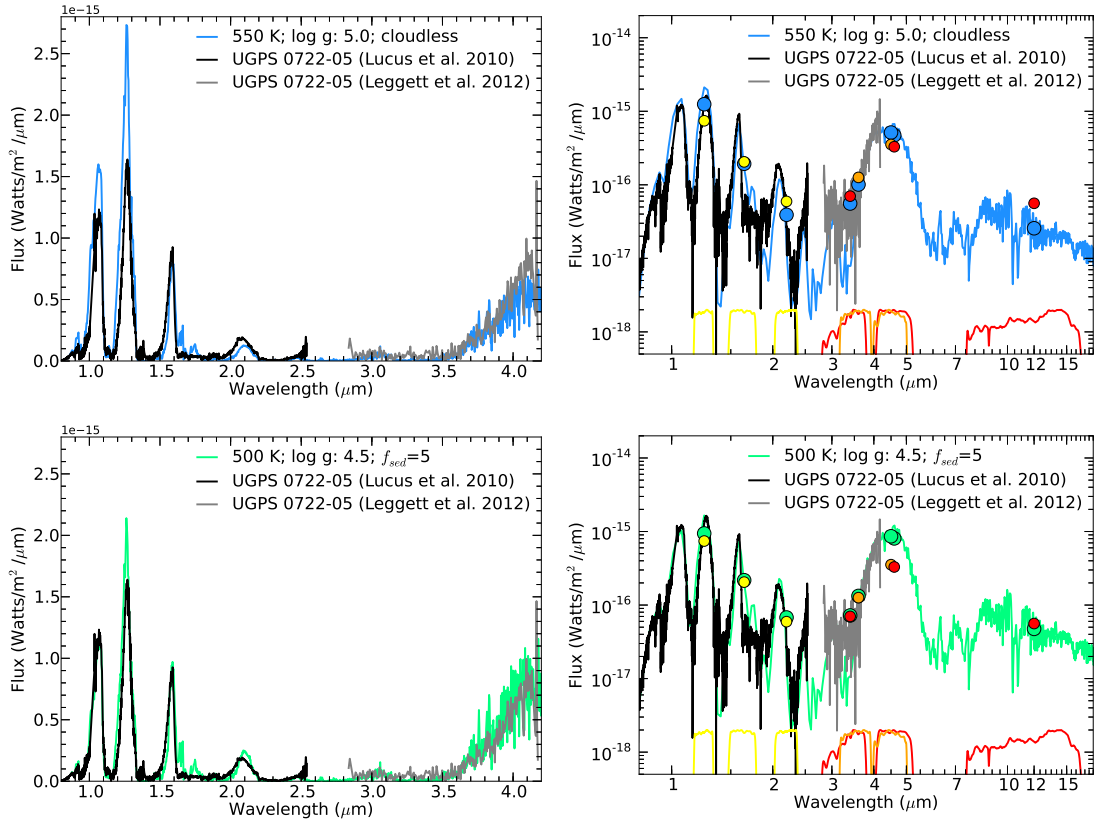 1e−15
2.5
2.0
1.5
1.0
0.5
0.0
Flux (Watts/m² /μm)
550 K; log g: 5.0; cloudless
UGPS 0722-05 (Lucus et al. 2010)
UGPS 0722-05 (Leggett et al. 2012)
1.0 1.5 2.0 2.5 3.0 3.5 4.0
Wavelength (μm)
10⁻¹⁴
10⁻¹⁵
10⁻¹⁶
10⁻¹⁷
10⁻¹⁸
Flux (Watts/m² /μm)
550 K; log g: 5.0; cloudless
UGPS 0722-05 (Lucus et al. 2010)
UGPS 0722-05 (Leggett et al. 2012)
1 2 3 4 5 7 10 12 15
Wavelength (μm)
1e−15
2.5
2.0
1.5
1.0
0.5
0.0
Flux (Watts/m² /μm)
500 K; log g: 4.5; f_sed=5
UGPS 0722-05 (Lucus et al. 2010)
UGPS 0722-05 (Leggett et al. 2012)
1.0 1.5 2.0 2.5 3.0 3.5 4.0
Wavelength (μm)
10⁻¹⁴
10⁻¹⁵
10⁻¹⁶
10⁻¹⁷
10⁻¹⁸
Flux (Watts/m² /μm)
500 K; log g: 4.5; f_sed=5
UGPS 0722-05 (Lucus et al. 2010)
UGPS 0722-05 (Leggett et al. 2012)
1 2 3 4 5 7 10 12 15
Wavelength (μm)